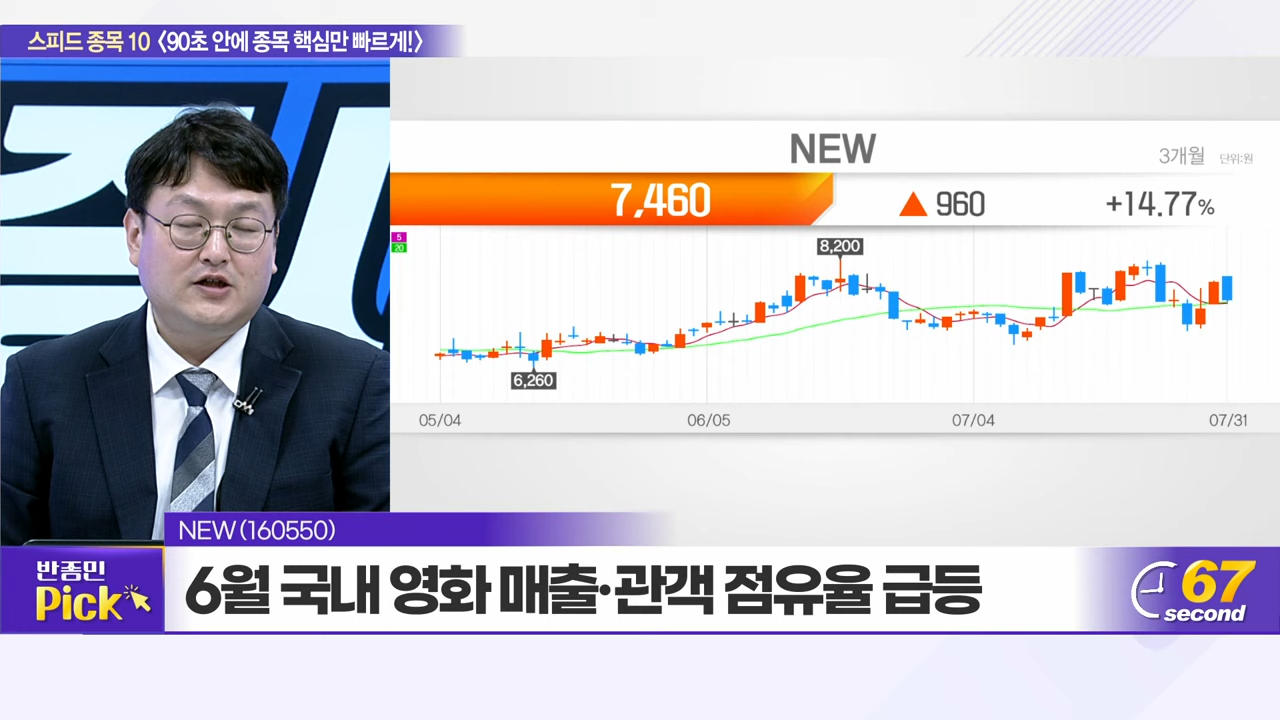 스피드 종목 10 〈90초 안에 종목 핵심만 빠르게!〉
NEW
3개월 단위:원
7,460 ▲ 960 +14.77%
5
20
8,200
6,260
05/04 06/05 07/04 07/31
NEW (160550)
반종민
Pick
6월 국내 영화 매출·관객 점유율 급등
67
second